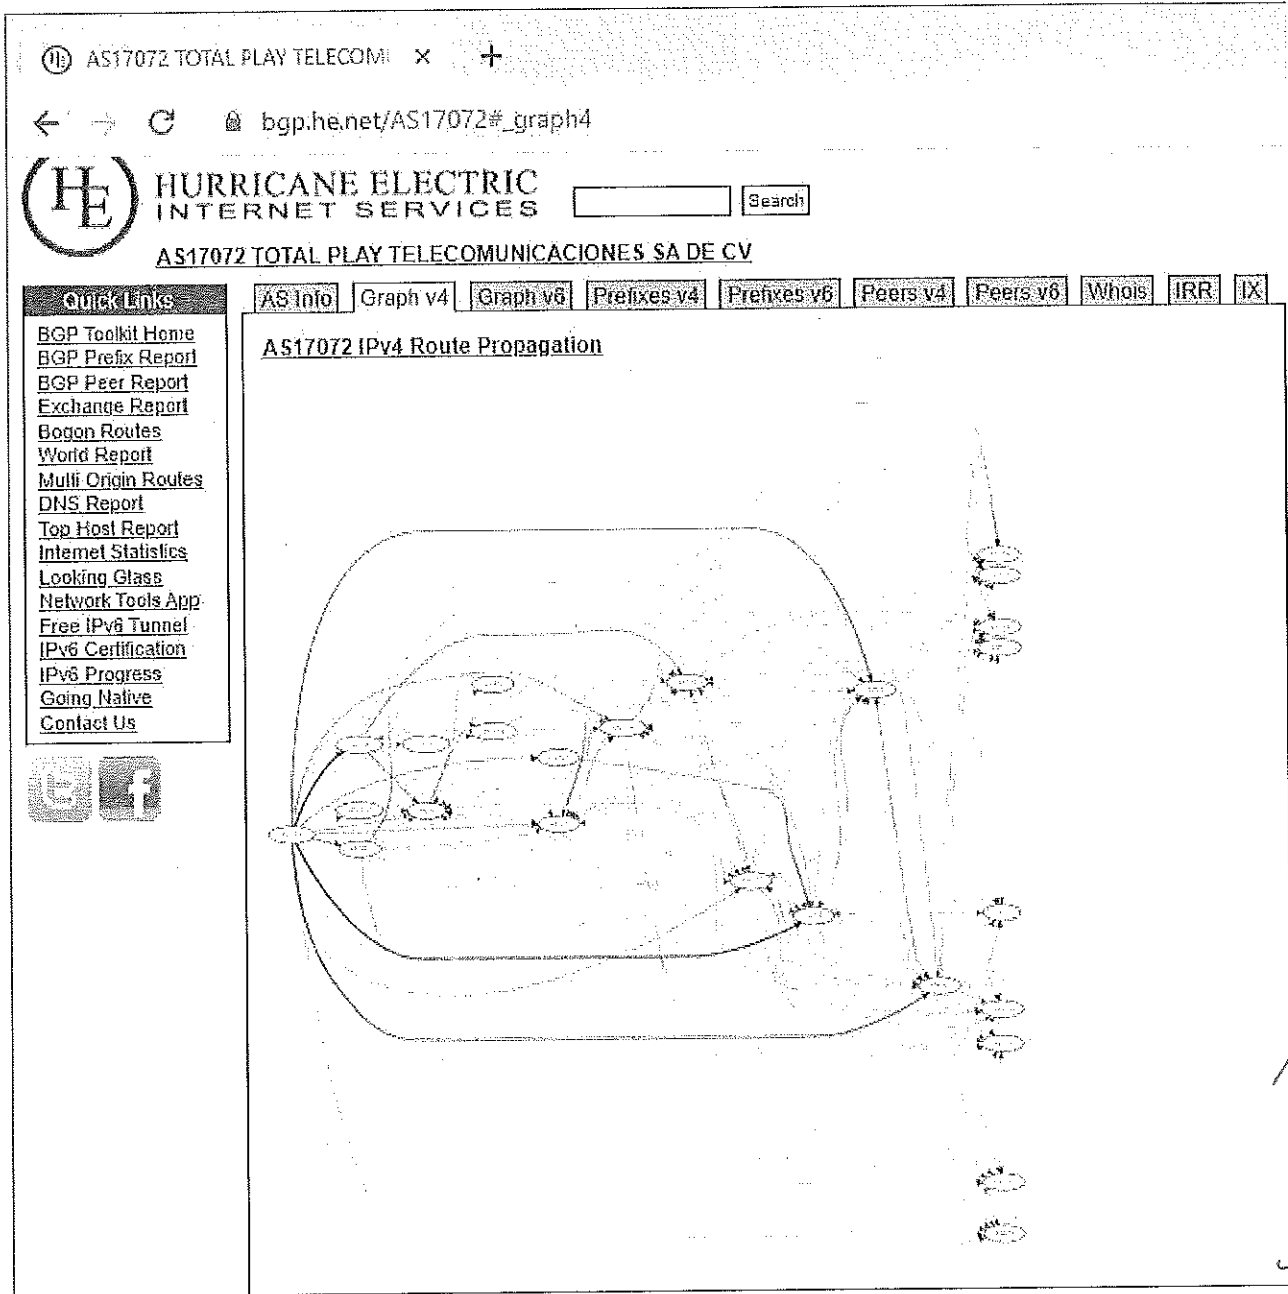 AS17072 TOTAL PLAY TELECOMI
bgp.he.net/AS17072#_graph4
HE
HURRICANE ELECTRIC
INTERNET SERVICES
Search
AS17072 TOTAL PLAY TELECOMUNICACIONES SA DE CV
Quick Links
AS Info Graph v4 Graph v6 Prefixes v4 Prefixes v6 Peers v4 Peers v6 Whois IRR IX
BGP Toolkit Home
BGP Prefix Report
BGP Peer Report
Exchange Report
Bogon Routes
World Report
Multi Origin Routes
DNS Report
Top Host Report
Internet Statistics
Looking Glass
Network Tools App
Free IPv6 Tunnel
IPv6 Certification
IPv6 Progress
Going Native
Contact Us
AS17072 IPv4 Route Propagation